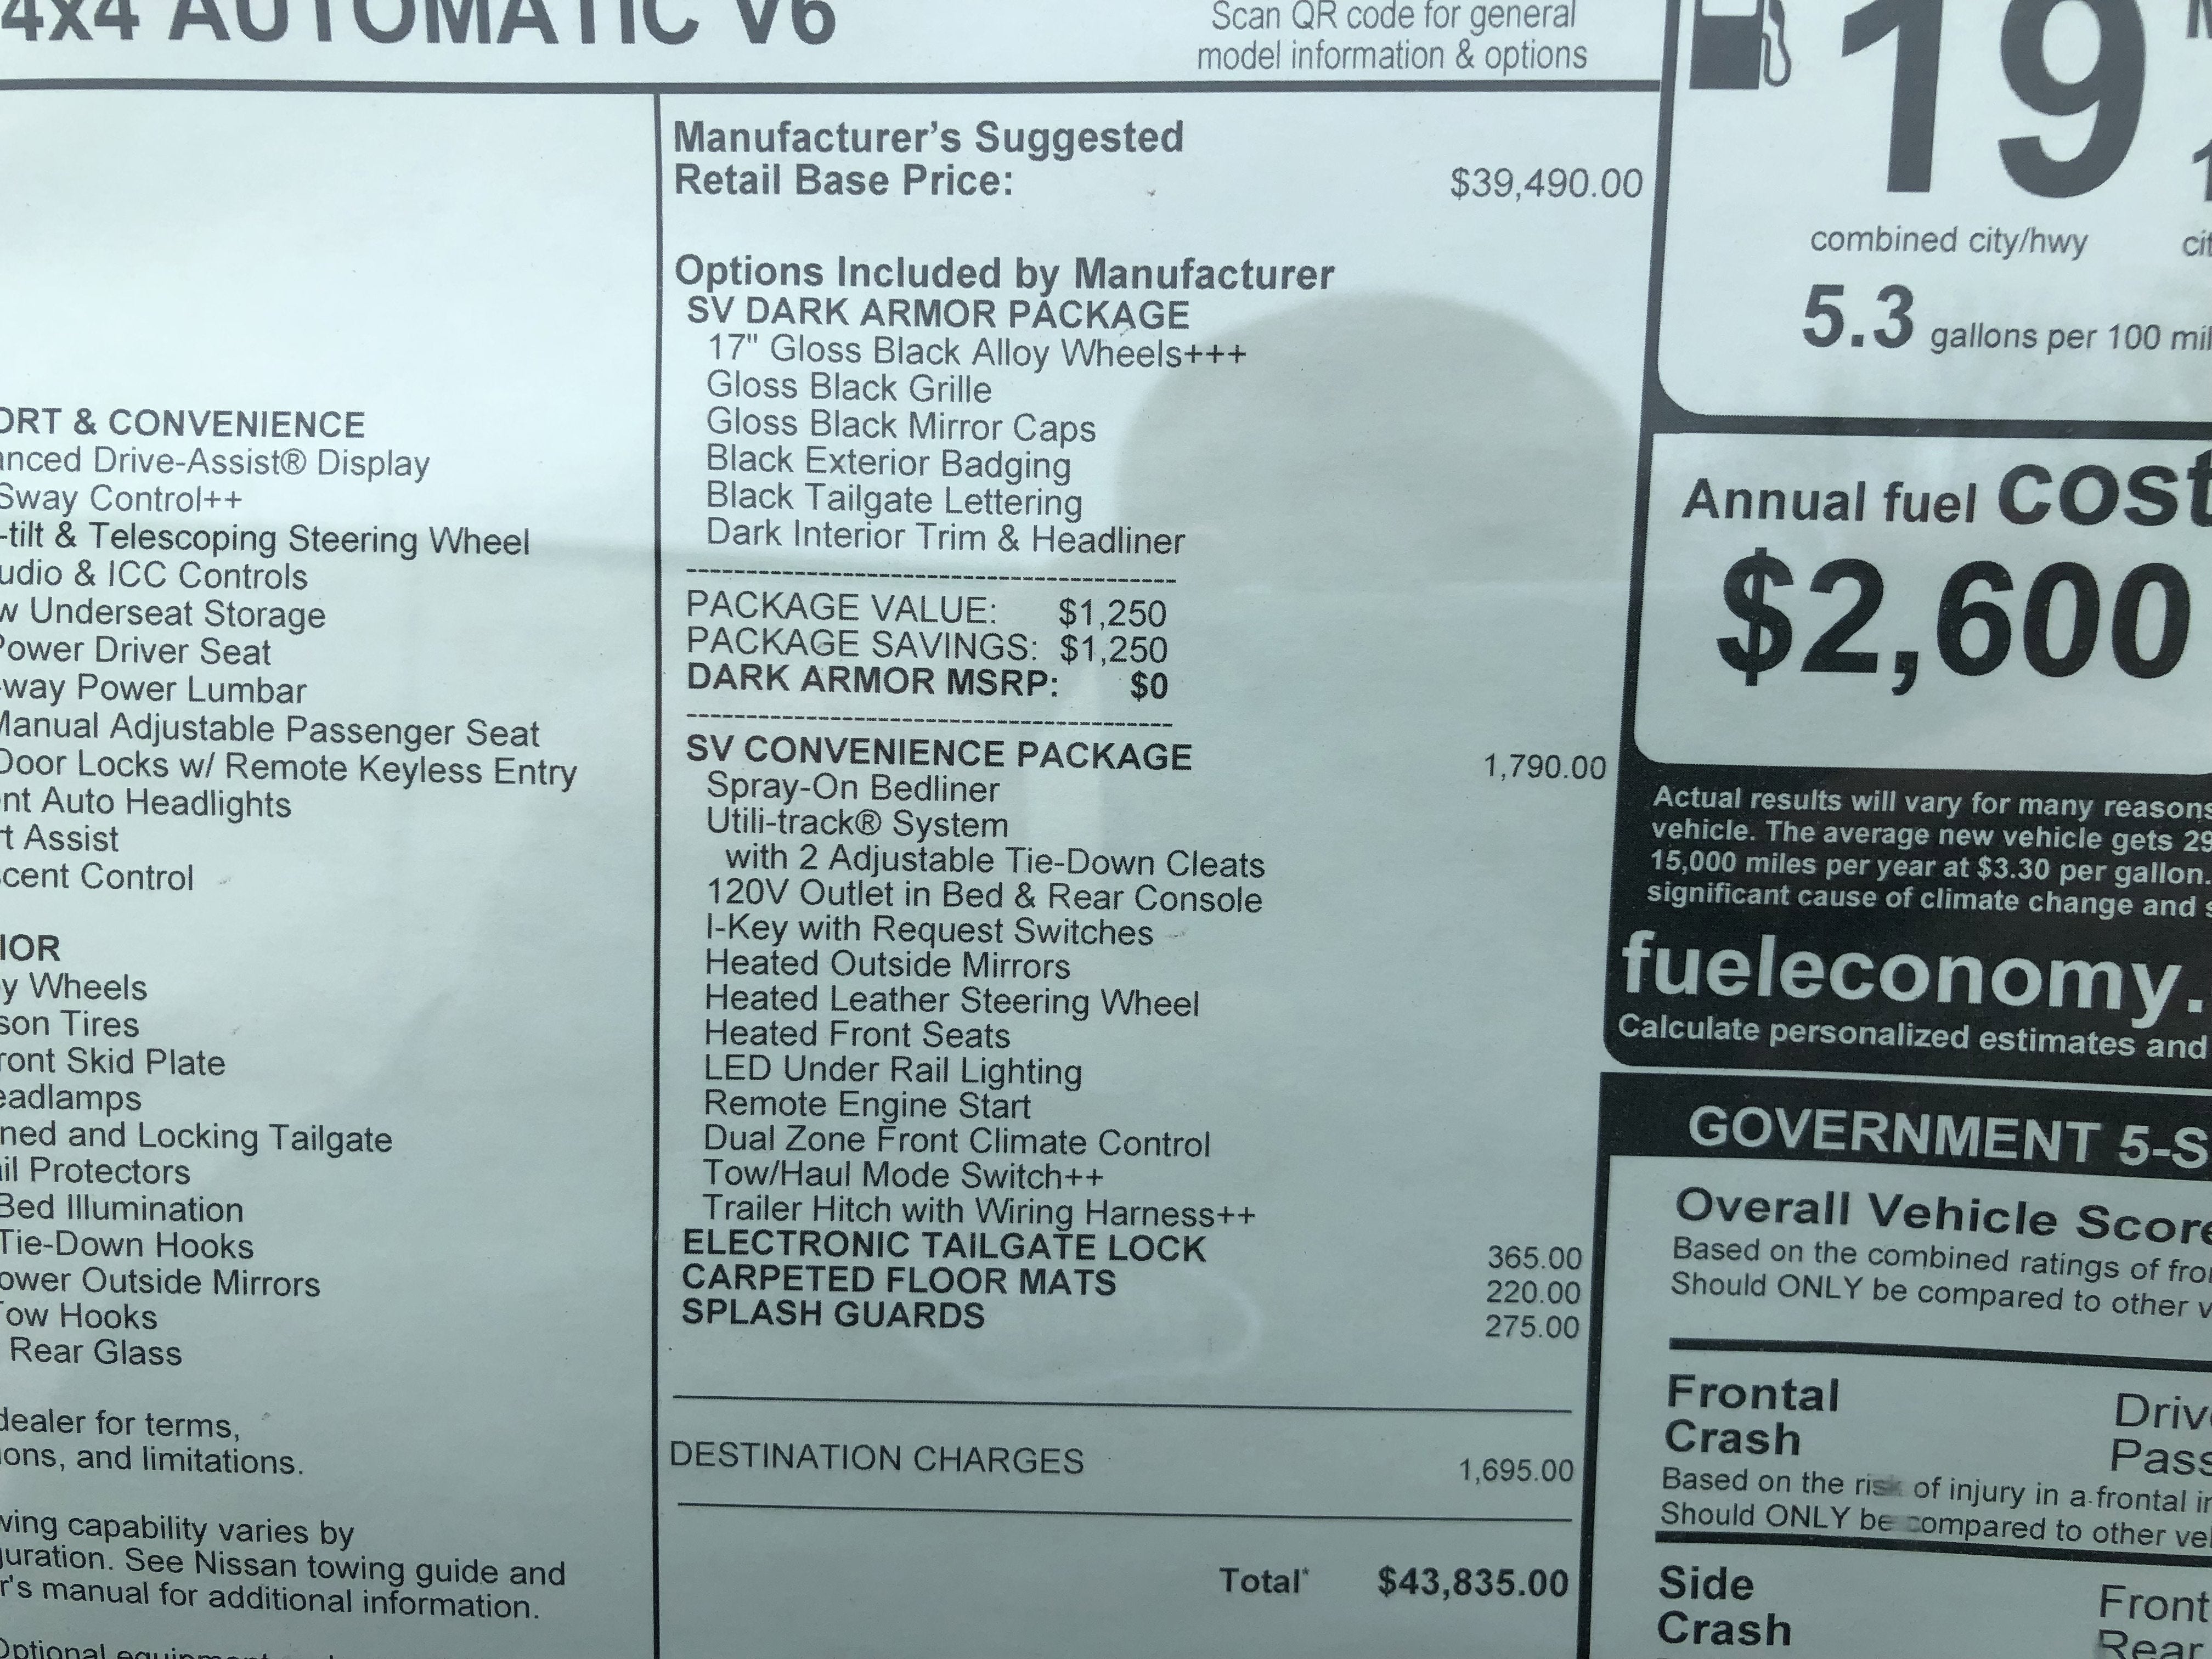 4x4 AUTOMATIC V6
Scan QR code for general
model information & options
ORT & CONVENIENCE
anced Drive-Assist® Display
Sway Control++
-tilt & Telescoping Steering Wheel
udio & ICC Controls
w Underseat Storage
Power Driver Seat
-way Power Lumbar
Manual Adjustable Passenger Seat
Door Locks w/ Remote Keyless Entry
nt Auto Headlights
t Assist
cent Control
IOR
y Wheels
son Tires
ront Skid Plate
eadlamps
ned and Locking Tailgate
il Protectors
Bed Illumination
Tie-Down Hooks
ower Outside Mirrors
Tow Hooks
Rear Glass
dealer for terms,
ons, and limitations.
wing capability varies by
guration. See Nissan towing guide and
r's manual for additional information.
Manufacturer's Suggested
Retail Base Price: $39,490.00
Options Included by Manufacturer
SV DARK ARMOR PACKAGE
17" Gloss Black Alloy Wheels+++
Gloss Black Grille
Gloss Black Mirror Caps
Black Exterior Badging
Black Tailgate Lettering
Dark Interior Trim & Headliner
PACKAGE VALUE: $1,250
PACKAGE SAVINGS: $1,250
DARK ARMOR MSRP: $0
SV CONVENIENCE PACKAGE 1,790.00
Spray-On Bedliner
Utili-track® System
with 2 Adjustable Tie-Down Cleats
120V Outlet in Bed & Rear Console
I-Key with Request Switches
Heated Outside Mirrors
Heated Leather Steering Wheel
Heated Front Seats
LED Under Rail Lighting
Remote Engine Start
Dual Zone Front Climate Control
Tow/Haul Mode Switch++
Trailer Hitch with Wiring Harness++
ELECTRONIC TAILGATE LOCK 365.00
CARPETED FLOOR MATS 220.00
SPLASH GUARDS 275.00
DESTINATION CHARGES 1,695.00
Total* $43,835.00
19
combined city/hwy cit
5.3 gallons per 100 mil
Annual fuel cost
$2,600
Actual results will vary for many reasons
vehicle. The average new vehicle gets 29
15,000 miles per year at $3.30 per gallon.
significant cause of climate change and s
fueleconomy.
Calculate personalized estimates and
GOVERNMENT 5-S
Overall Vehicle Score
Based on the combined ratings of fro
Should ONLY be compared to other v
Frontal Drive
Crash Pass
Based on the risk of injury in a frontal i
Should ONLY be compared to other ve
Side Front
Crash Rear